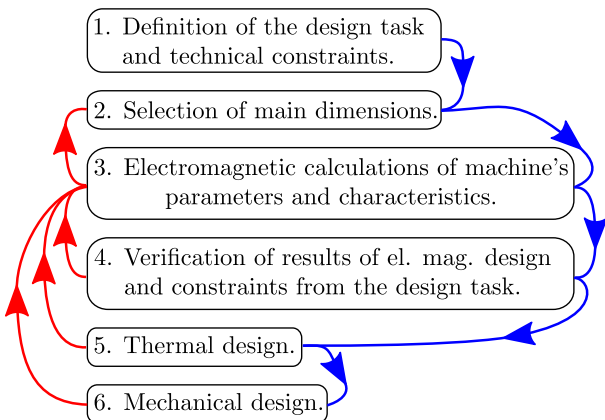 1. Definition of the design task
and technical constraints.
2. Selection of main dimensions.
3. Electromagnetic calculations of machine's
parameters and characteristics.
4. Verification of results of el. mag. design
and constraints from the design task.
5. Thermal design.
6. Mechanical design.